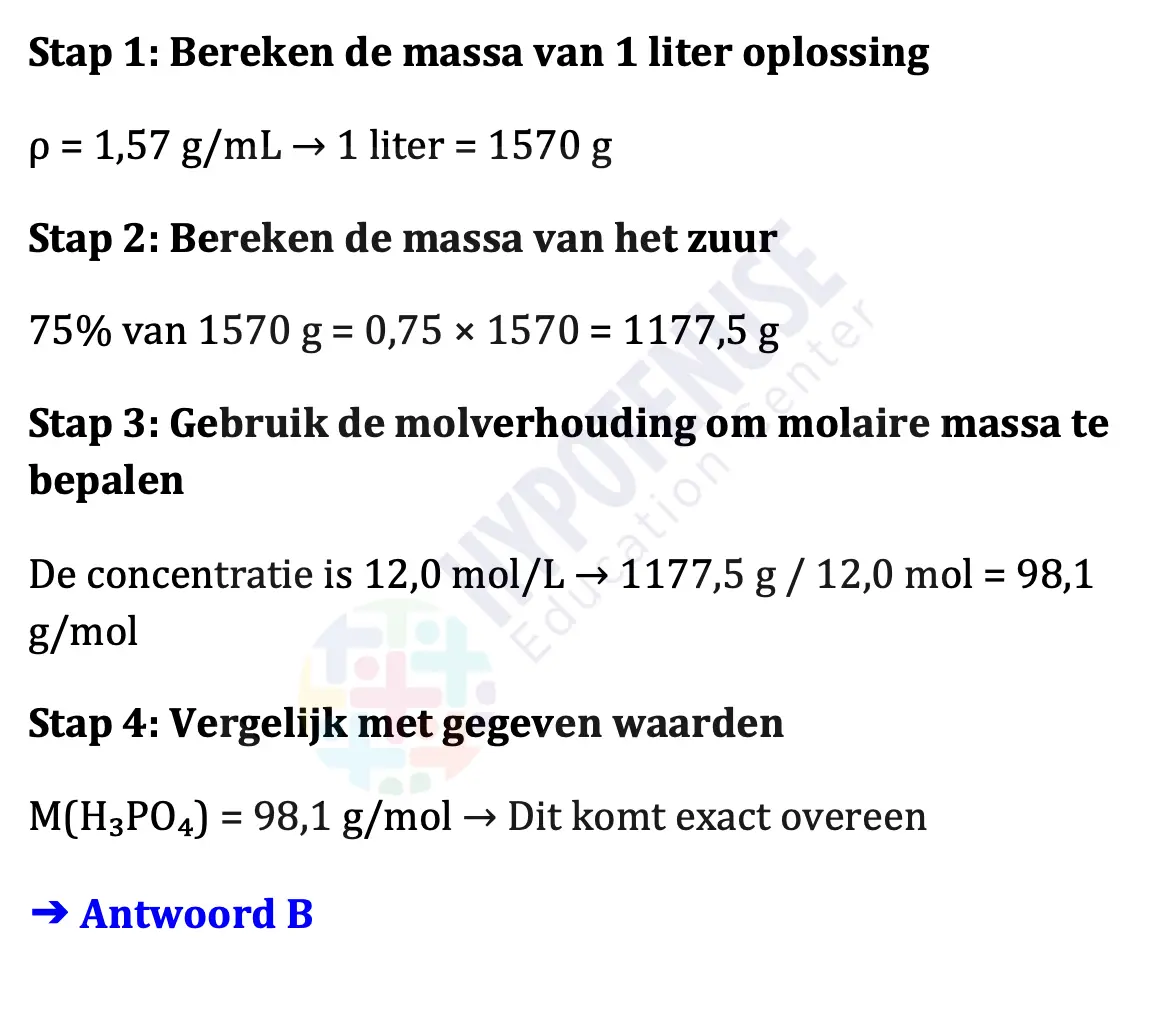 Stap 1: Bereken de massa van 1 liter oplossing
ρ = 1,57 g/mL → 1 liter = 1570 g
Stap 2: Bereken de massa van het zuur
75% van 1570 g = 0,75 × 1570 = 1177,5 g
Stap 3: Gebruik de molverhouding om molaire massa te
bepalen
De concentratie is 12,0 mol/L → 1177,5 g / 12,0 mol = 98,1
g/mol
Stap 4: Vergelijk met gegeven waarden
M(H₃PO₄) = 98,1 g/mol → Dit komt exact overeen
➔ Antwoord B
HYPOTENUSE
Education Center